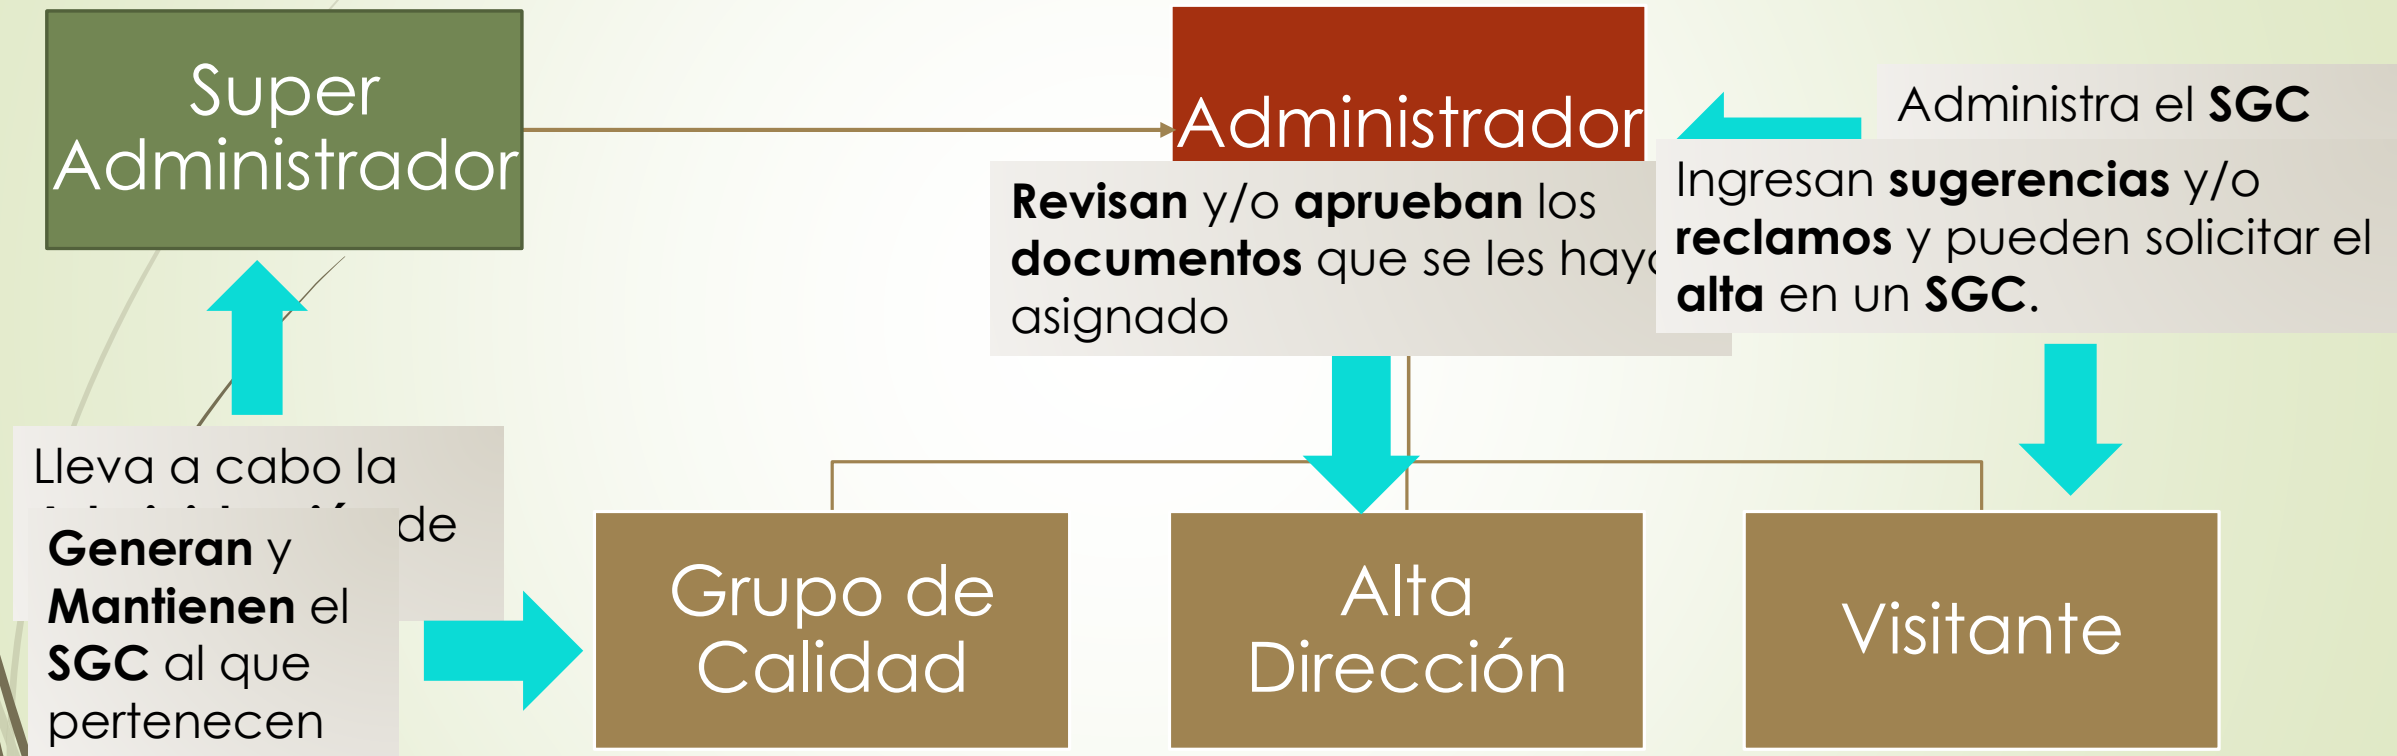 Super
Administrador
Administrador
Administra el SGC
Revisan y/o aprueban los
documentos que se les haya
asignado
Ingresan sugerencias y/o
reclamos y pueden solicitar el
alta en un SGC.
Lleva a cabo la
de
Generan y
Mantienen el
SGC al que
pertenecen
Grupo de
Calidad
Alta
Dirección
Visitante